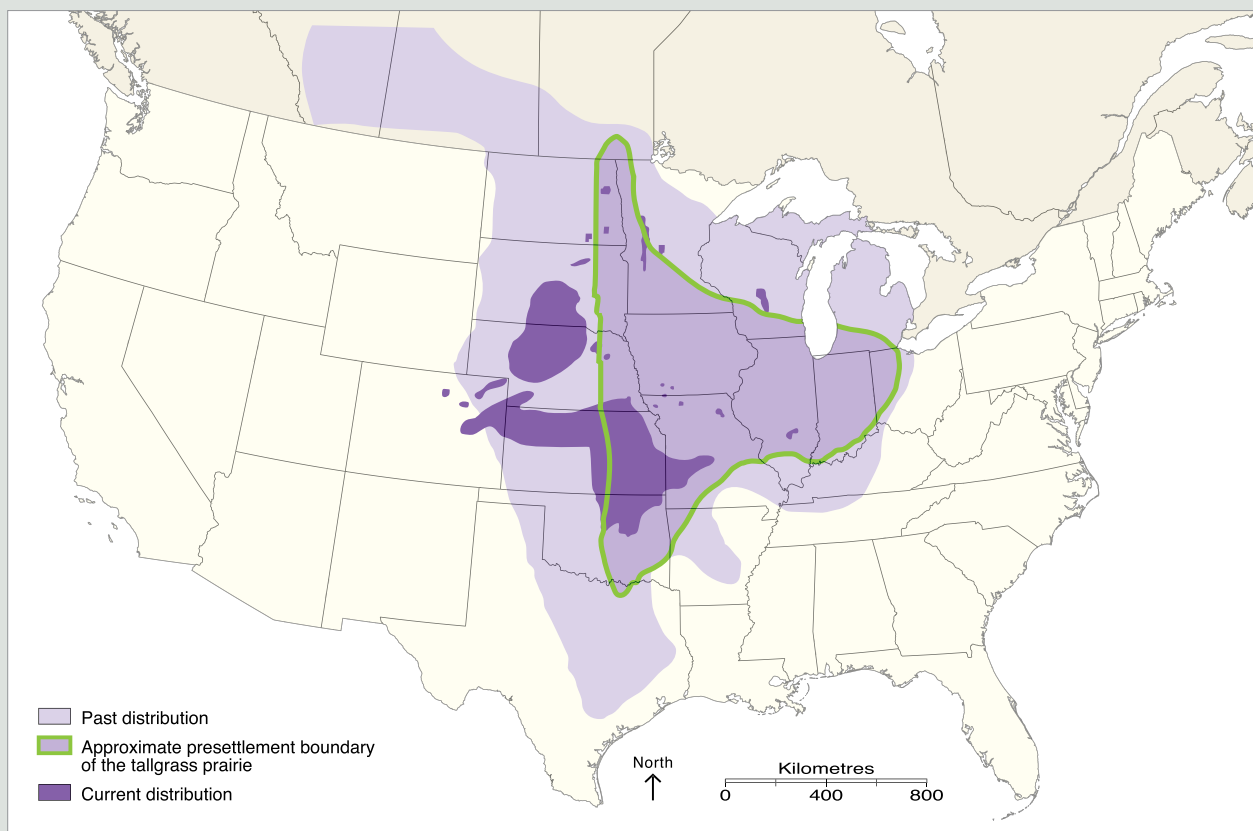 Past distribution
Approximate presettlement boundary
of the tallgrass prairie
Current distribution
North
Kilometres
0 400 800